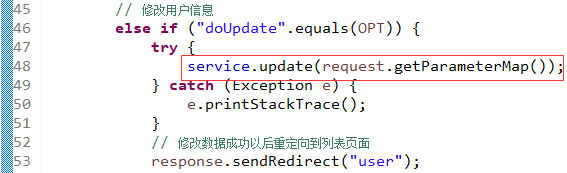 45 // 修改用户信息
46 else if ("doUpdate".equals(OPT)) {
47 try {
48 service.update(request.getParameterMap());
49 } catch (Exception e) {
50 e.printStackTrace();
51 }
52 // 修改数据成功以后重定向到列表页面
53 response.sendRedirect("user");